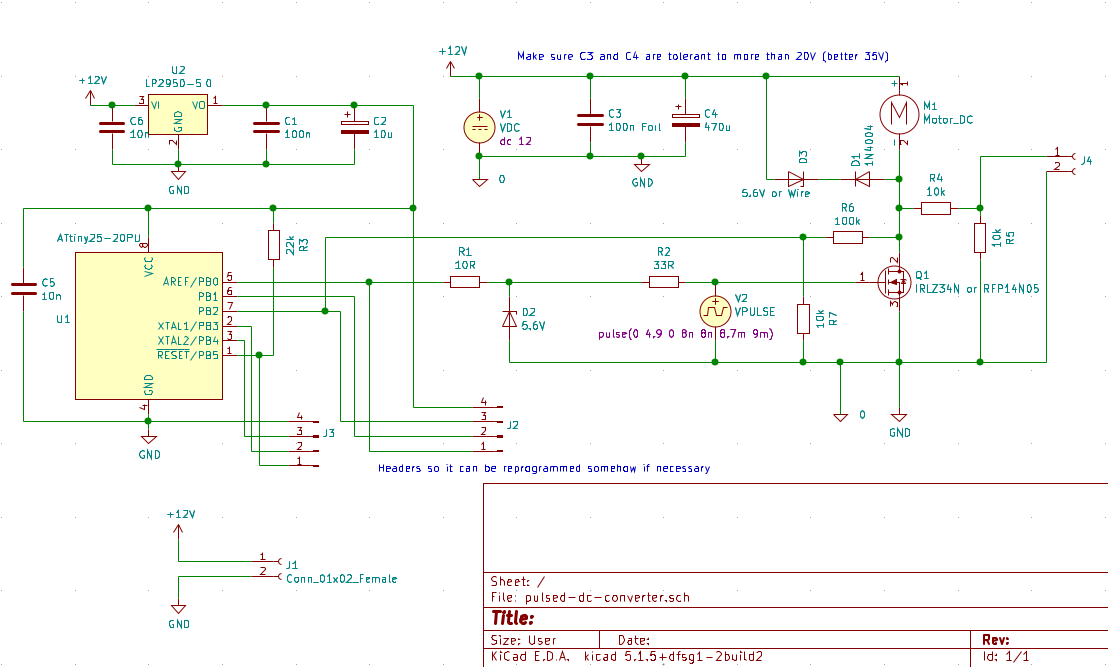 +12V
Make sure C3 and C4 are tolerant to more than 20V (better 35V)
U2
LP2950-5.0
+12V
3 VI VO 1
GND
2
C6
10n
C1
100n
C2
10u
GND
V1
VDC
dc 12
C3
100n Foil
C4
470u
0
GND
+ 1
M
M1
Motor_DC
- 2
D3
5.6V or Wire
D1
1N4004
R4
10k
1
2
J4
R5
10k
R6
100k
ATtiny25-20PU
8
VCC
R3
22k
C5
10n
U1
AREF/PB0 5
PB1 6
PB2 7
XTAL1/PB3 2
XTAL2/PB4 3
RESET/PB5 1
GND
4
GND
R1
10R
R2
33R
D2
5.6V
V2
VPULSE
pulse(0 4.9 0 8n 8n 8.7m 9m)
R7
10k
1
2
3
Q1
IRLZ34N or RFP14N05
0
GND
4
3
2
1
J3
4
3
2
1
J2
Headers so it can be reprogrammed somehow if necessary
+12V
1
2
J1
Conn_01x02_Female
GND
Sheet: /
File: pulsed-dc-converter.sch
Title:
Size: User Date: Rev:
KiCad E.D.A. kicad 5.1.5+dfsg1-2build2 Id: 1/1